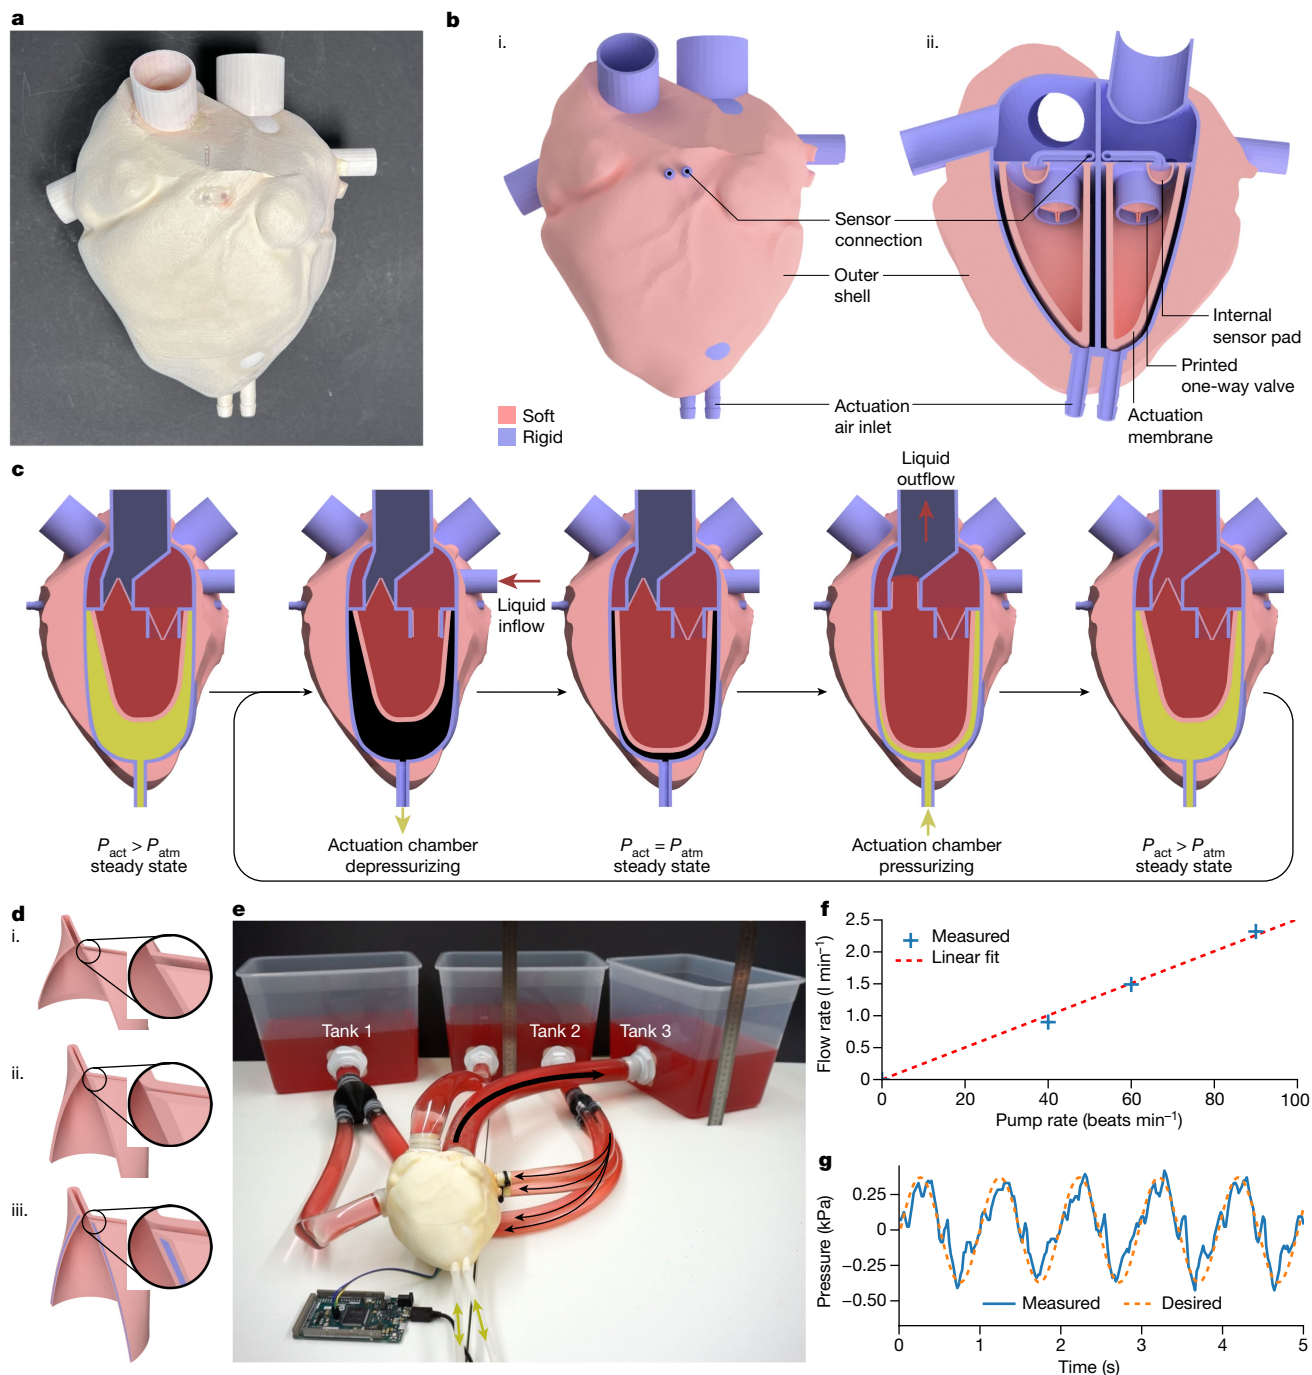 a
b
i.
ii.
Sensor
connection
Outer
shell
Internal
sensor pad
Printed
one-way valve
Actuation
membrane
Actuation
air inlet
Soft
Rigid
c
Liquid
outflow
Liquid
inflow
P_act > P_atm
steady state
Actuation chamber
depressurizing
P_act = P_atm
steady state
Actuation chamber
pressurizing
P_act > P_atm
steady state
d
i.
ii.
iii.
e
Tank 1
Tank 2
Tank 3
f
Flow rate (l min⁻¹)
2.5
2.0
1.5
1.0
0.5
0
Measured
Linear fit
0 20 40 60 80 100
Pump rate (beats min⁻¹)
g
Pressure (kPa)
0.25
0
−0.25
−0.50
Measured
Desired
0 1 2 3 4 5
Time (s)